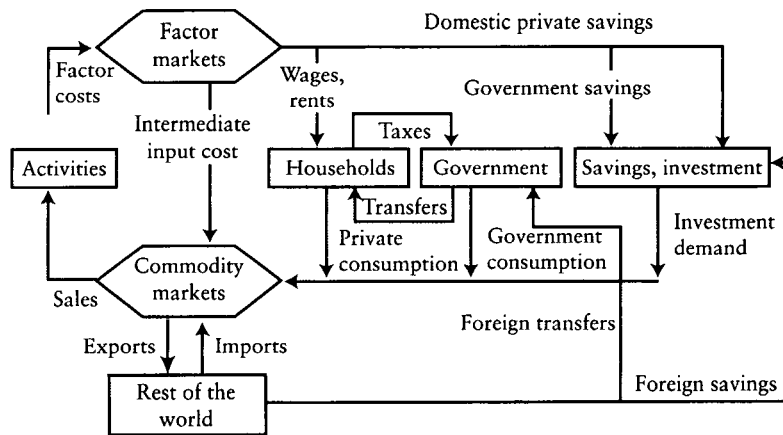 Factor
markets
Domestic private savings
Factor
costs
Wages,
rents
Government savings
Intermediate
input cost
Taxes
Activities
Households
Government
Savings, investment
Transfers
Private
consumption
Government
consumption
Investment
demand
Commodity
markets
Sales
Foreign transfers
Exports
Imports
Rest of the
world
Foreign savings